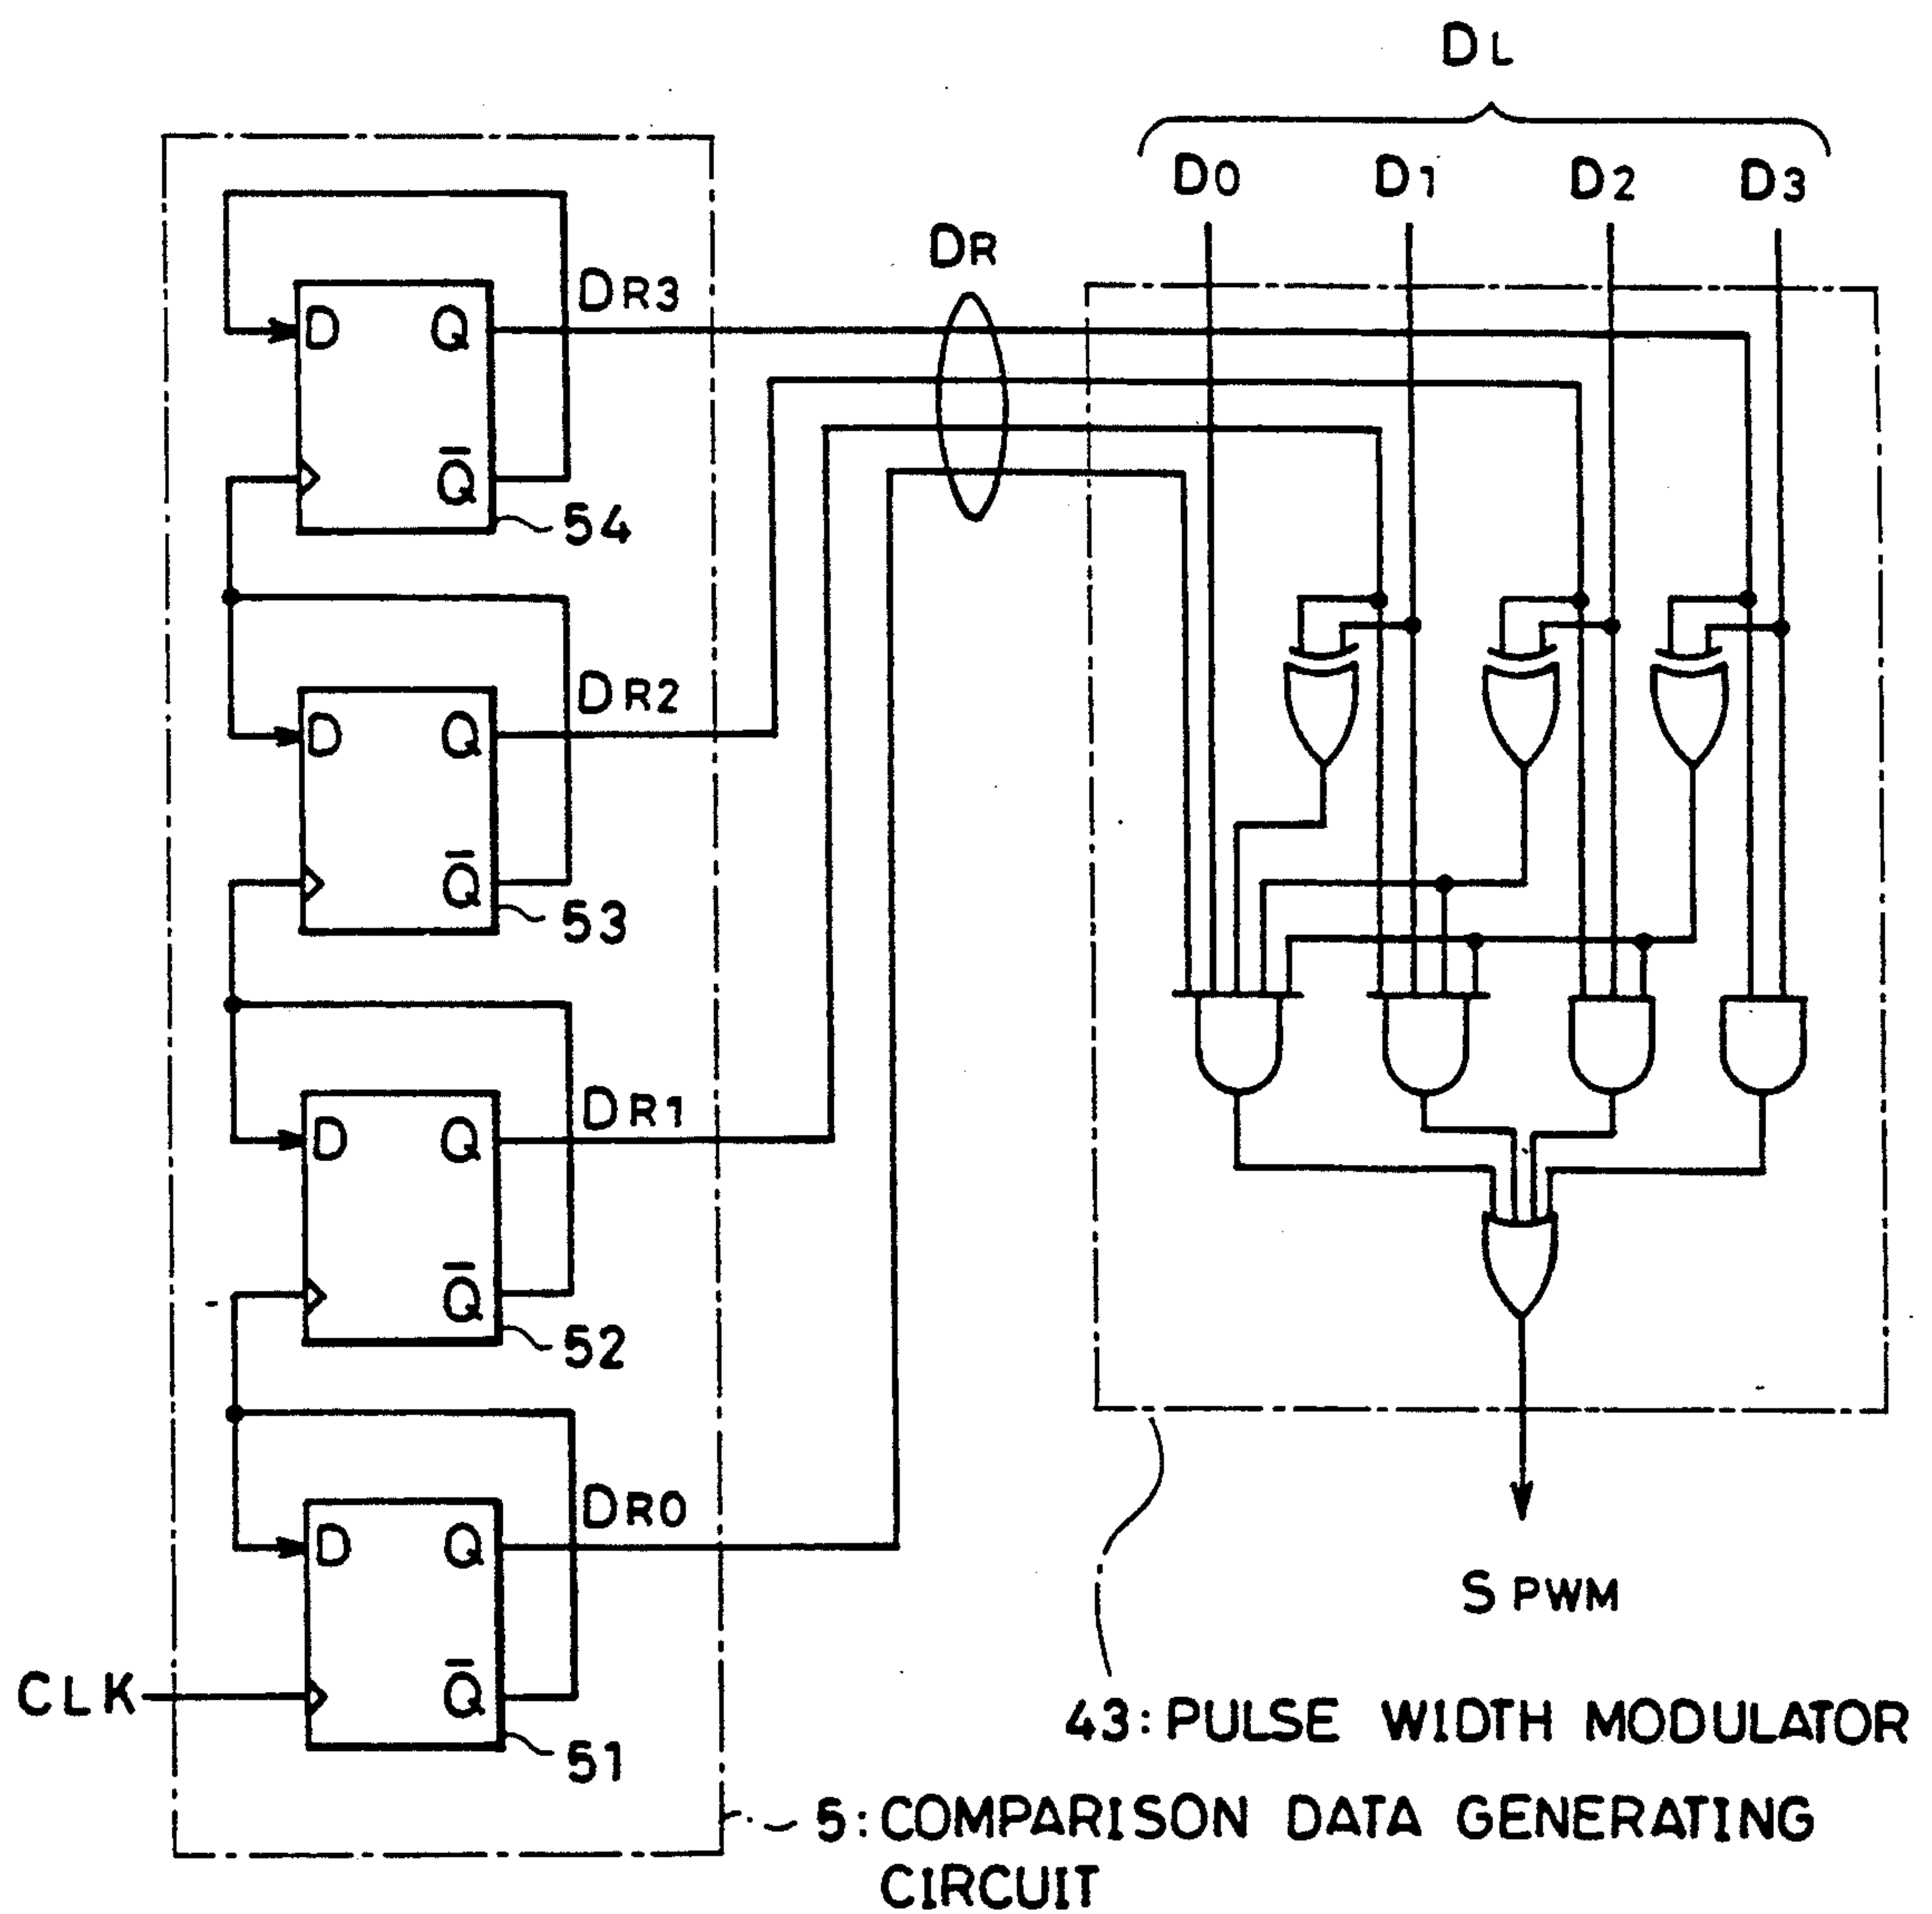 DL
D0 D1 D2 D3
DR
DR3
D Q
Q̅
54
DR2
D Q
Q̅
53
DR1
D Q
Q̅
52
DR0
D Q
CLK
Q̅
51
SPWM
43: PULSE WIDTH MODULATOR
5: COMPARISON DATA GENERATING
CIRCUIT